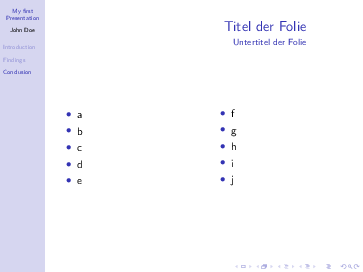 My first
Presentation
John Doe
Introduction
Findings
Conclusion
Titel der Folie
Untertitel der Folie
a
b
c
d
e
f
g
h
i
j